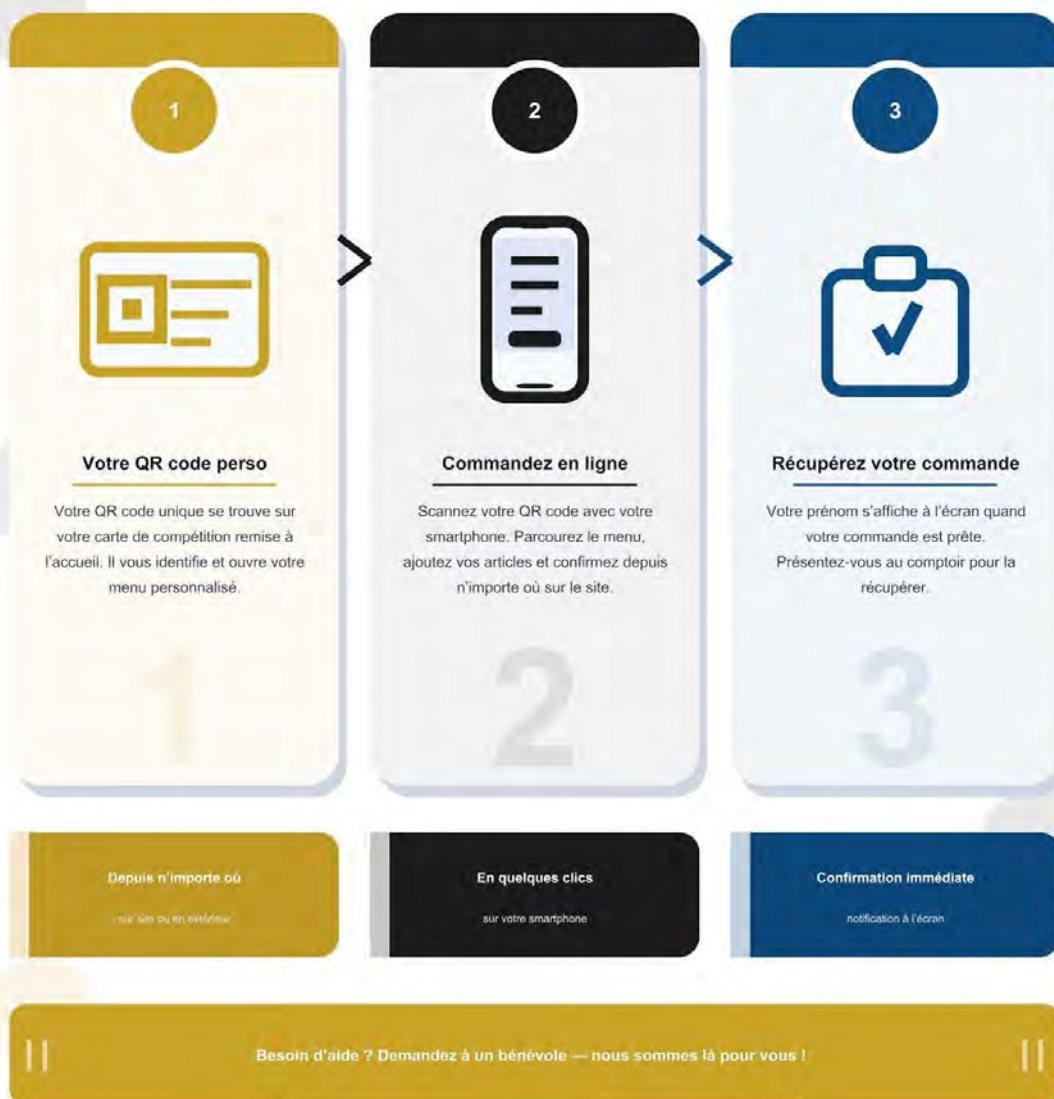 1
2
3
Votre QR code perso
Votre QR code unique se trouve sur
votre carte de compétition remise à
l’accueil. Il vous identifie et ouvre votre
menu personnalisé.
1
Commandez en ligne
Scannez votre QR code avec votre
smartphone. Parcourez le menu,
ajoutez vos articles et confirmez depuis
n’importe où sur le site.
2
Récupérez votre commande
Votre prénom s’affiche à l’écran quand
votre commande est prête.
Présentez-vous au comptoir pour la
récupérer.
3
Depuis n’importe où
sur site ou en extérieur
En quelques clics
sur votre smartphone
Confirmation immédiate
notification à l’écran
Besoin d’aide ? Demandez à un bénévole — nous sommes là pour vous !